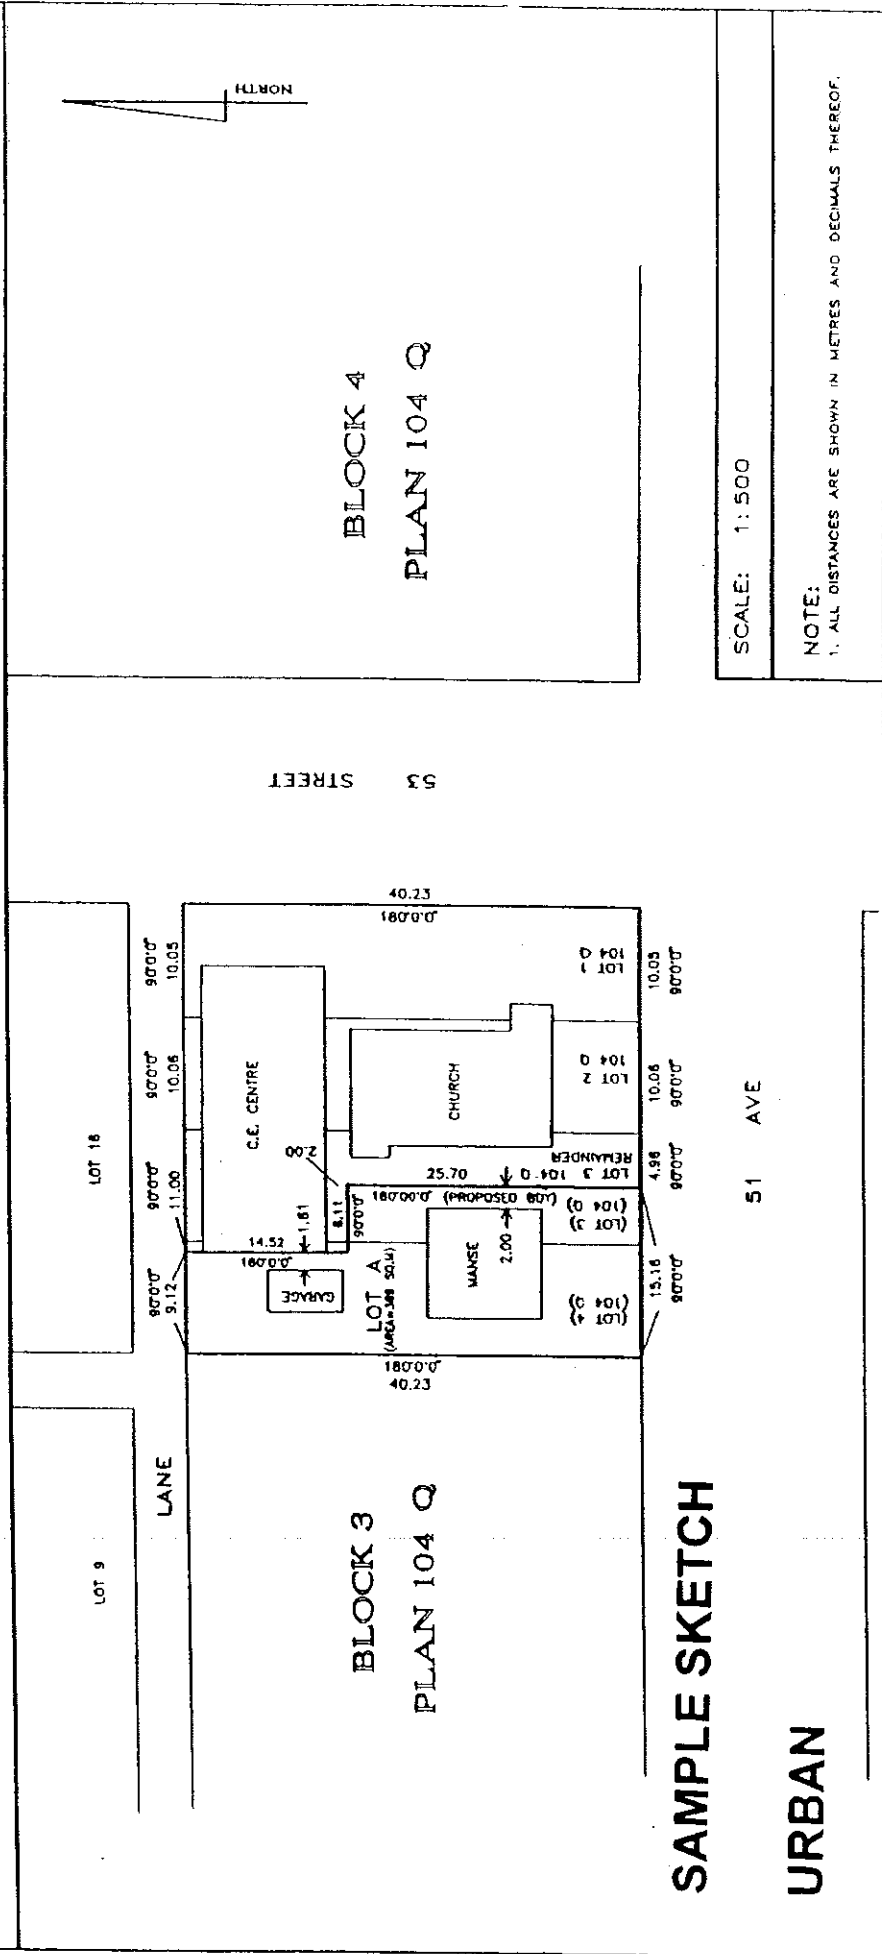 NORTH
BLOCK 4
PLAN 104 Q
SCALE: 1:500
NOTE:
1. ALL DISTANCES ARE SHOWN IN METRES AND DECIMALS THEREOF.
53 STREET
LOT 9
LOT 18
LANE
90°0'0"
9.12
90°0'0"
11.00
90°0'0"
10.06
90°0'0"
10.05
C.E. CENTRE
14.52
180°0'0"
1.61
GARAGE
2.00
90°0'0"
LOT A
40.23
180°0'0"
40.23
180°0'0"
25.70
180°00'0" (PROPOSED BDY)
CHURCH
MANSE
2.00
(LOT 4)
(104 Q)
(LOT 3)
(104 Q)
LOT 3 104 Q
REMAINDER
LOT 2
104 Q
LOT 1
104 Q
15.16
90°0'0"
4.96
90°0'0"
10.06
90°0'0"
10.05
90°0'0"
51 AVE
BLOCK 3
PLAN 104 Q
SAMPLE SKETCH
URBAN